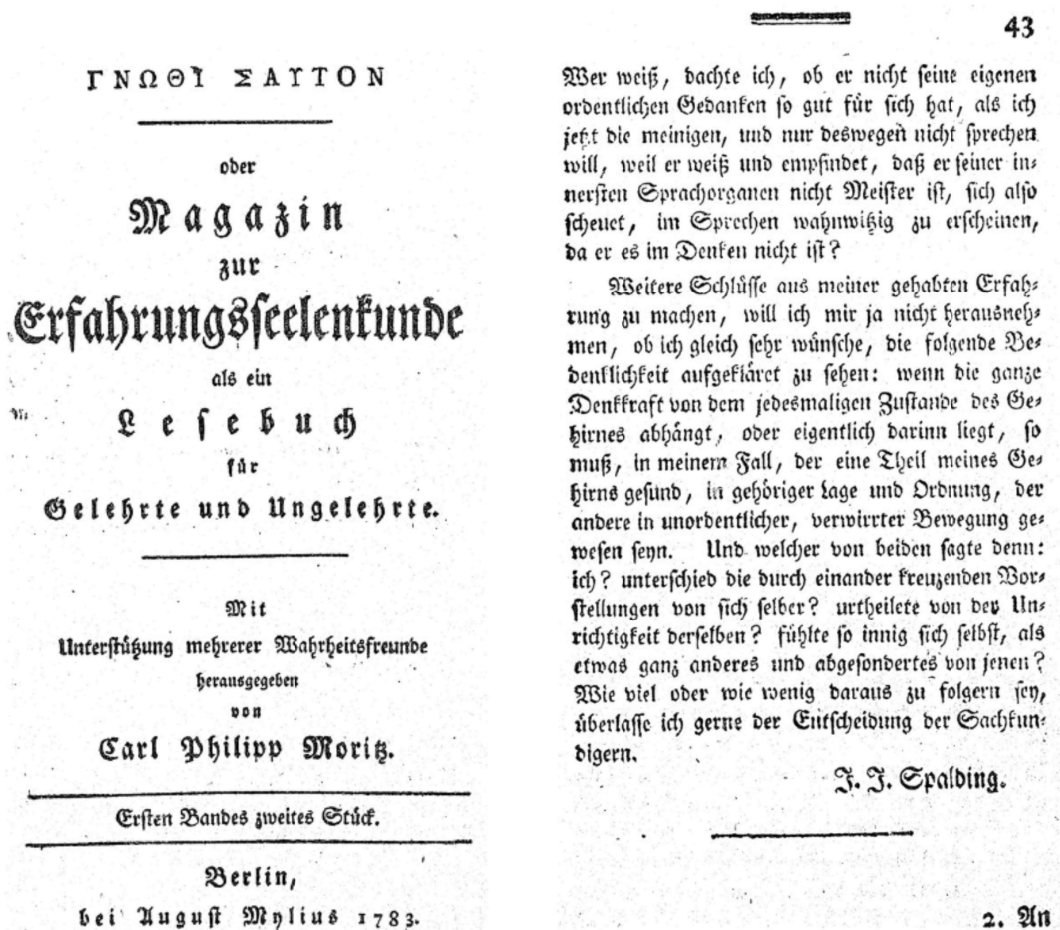 ΓΝΩΘΙ ΣΑΥΤΟΝ
oder
Magazin
zur
Erfahrungsseelenkunde
als ein
Lesebuch
für
Gelehrte und Ungelehrte.
Mit
Unterstützung mehrerer Wahrheitsfreunde
herausgegeben
von
Carl Philipp Moritz.
Ersten Bandes zweites Stück.
Berlin,
bei August Mylius 1783.
43
Wer weiß, dachte ich, ob er nicht seine eigenen
ordentlichen Gedanken so gut für sich hat, als ich
jetzt die meinigen, und nur deswegen nicht sprechen
will, weil er weiß und empfindet, daß er seiner in-
nersten Sprachorganen nicht Meister ist, sich also
scheuet, im Sprechen wahnwitzig zu erscheinen,
da er es im Denken nicht ist?
Weitere Schlüsse aus meiner gehabten Erfah-
rung zu machen, will ich mir ja nicht herausneh-
men, ob ich gleich sehr wünsche, die folgende Be-
denklichkeit aufgekläret zu sehen: wenn die ganze
Denkkraft von dem jedesmaligen Zustande des Ge-
hirnes abhängt, oder eigentlich darinn liegt, so
muß, in meinem Fall, der eine Theil meines Ge-
hirns gesund, in gehöriger Lage und Ordnung, der
andere in unordentlicher, verwirrter Bewegung ge-
wesen seyn. Und welcher von beiden sagte denn:
ich? unterschied die durch einander kreuzenden Vor-
stellungen von sich selber? urtheilete von der Un-
richtigkeit derselben? fühlte so innig sich selbst, als
etwas ganz anderes und abgesondertes von jenen?
Wie viel oder wie wenig daraus zu folgern sey,
überlasse ich gerne der Entscheidung der Sachkun-
digern.
J. J. Spalding.
2. An